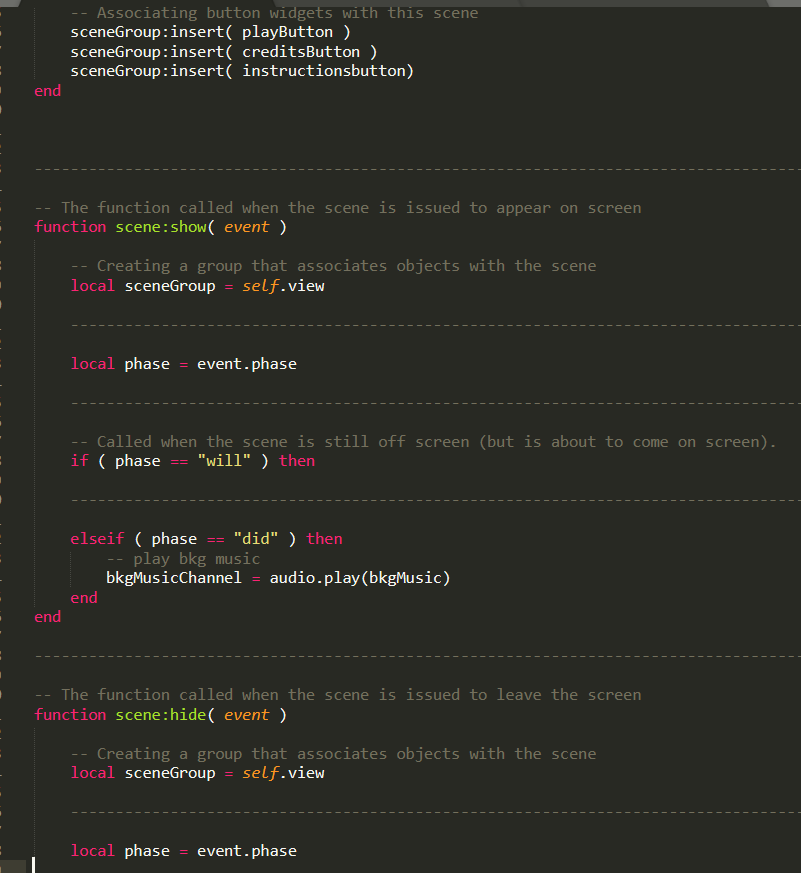 -- Associating button widgets with this scene
sceneGroup:insert( playButton )
sceneGroup:insert( creditsButton )
sceneGroup:insert( instructionsbutton)
end
--------------------------------------------------------------------------------------
-- The function called when the scene is issued to appear on screen
function scene:show( event )
-- Creating a group that associates objects with the scene
local sceneGroup = self.view
----------------------------------------------------------------------------------
local phase = event.phase
----------------------------------------------------------------------------------
-- Called when the scene is still off screen (but is about to come on screen).
if ( phase == "will" ) then
----------------------------------------------------------------------------------
elseif ( phase == "did" ) then
-- play bkg music
bkgMusicChannel = audio.play(bkgMusic)
end
end
--------------------------------------------------------------------------------------
-- The function called when the scene is issued to leave the screen
function scene:hide( event )
-- Creating a group that associates objects with the scene
local sceneGroup = self.view
----------------------------------------------------------------------------------
local phase = event.phase